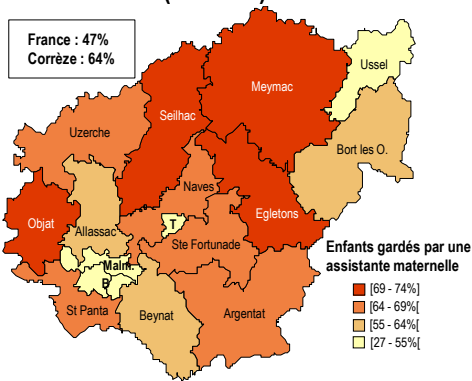 France : 47%
Corrèze : 64%
Ussel
Meymac
Seilhac
Uzerche
Bort les O.
Naves
Objat
Egletons
T
Allassac
Ste Fortunade
Malm.
B
St Panta
Beynat
Argentat
Enfants gardés par une
assistante maternelle
[69 - 74%]
[64 - 69%[
[55 - 64%[
[27 - 55%[